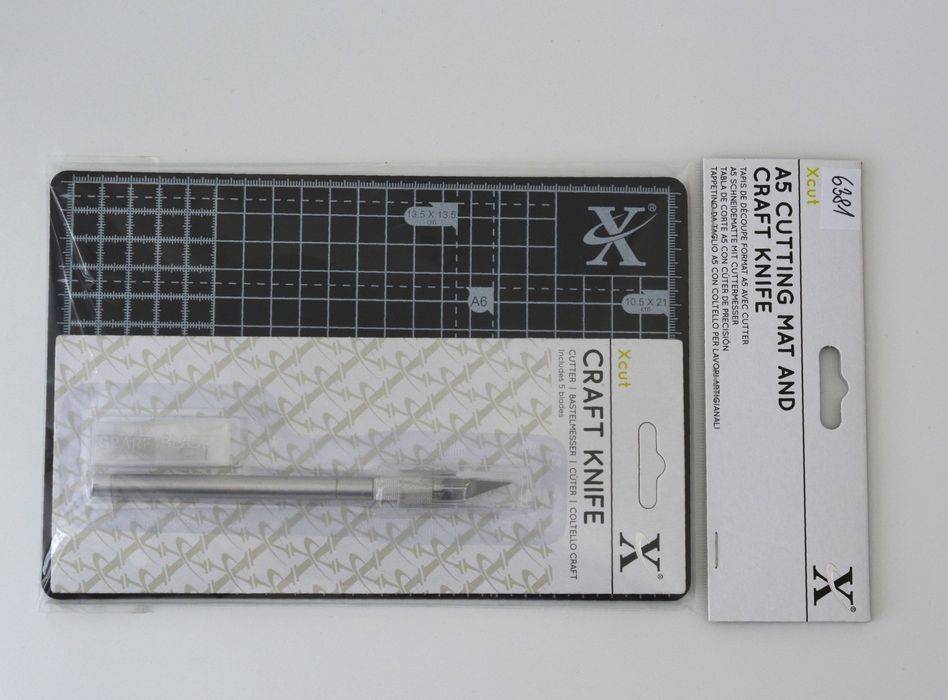 13.5 X 13.5
cm
X®
A6
10.5 X 21
cm
Xcut
CRAFT KNIFE
CUTTER | BASTELMESSER | CÚTER | COLTELLO CRAFT
Includes 5 blades
X®
6381
Xcut
A5 CUTTING MAT AND
CRAFT KNIFE
TAPIS DE DÉCOUPE FORMAT A5 AVEC CUTTER
A5 SCHNEIDEMATTE MIT CUTTERMESSER
TABLA DE CORTE A5 CON CÚTER DE PRECISIÓN
TAPPETINO DA TAGLIO A5 CON COLTELLO PER LAVORI ARTIGIANALI
X®